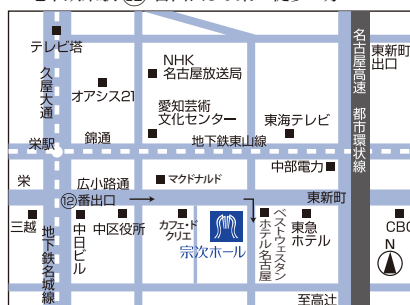 テレビ塔
久屋大通
オアシス21
NHK
名古屋放送局
愛知芸術
文化センター
東海テレビ
名古屋高速 都市環状線
東新町
出口
栄駅
錦通
地下鉄東山線
中部電力
栄
広小路通
マクドナルド
東新町
⑫番出口
三越
地下鉄名城線
中日ビル
中区役所
カフェ・ド
クリエ
宗次ホール
ベストウェスタン
ホテル名古屋
東急
ホテル
CBC
N
至高辻